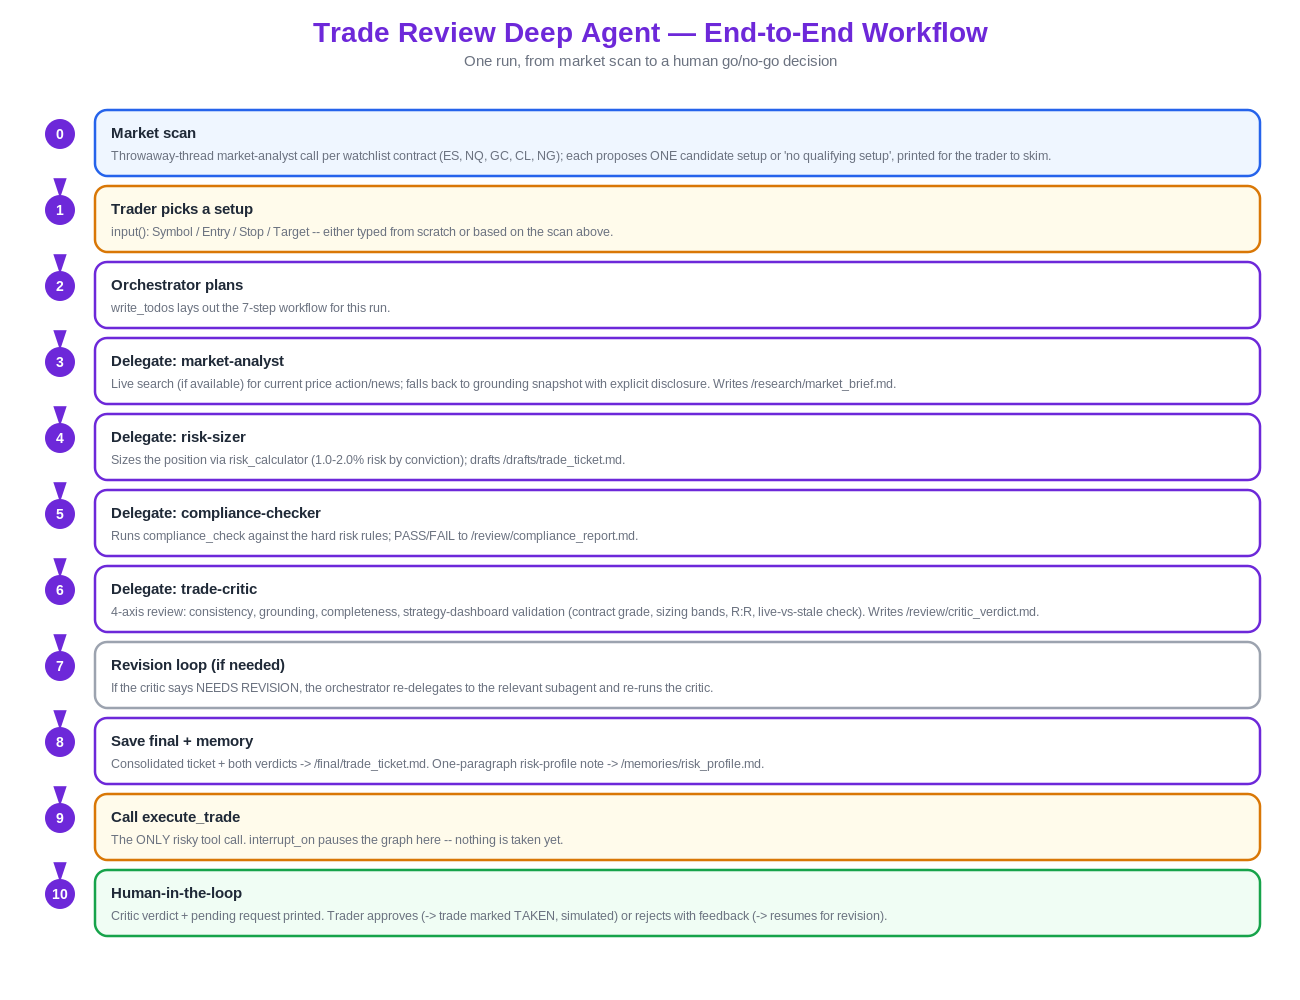 Trade Review Deep Agent — End-to-End Workflow
One run, from market scan to a human go/no-go decision
0
Market scan
Throwaway-thread market-analyst call per watchlist contract (ES, NQ, GC, CL, NG); each proposes ONE candidate setup or 'no qualifying setup', printed for the trader to skim.
1
Trader picks a setup
input(): Symbol / Entry / Stop / Target -- either typed from scratch or based on the scan above.
2
Orchestrator plans
write_todos lays out the 7-step workflow for this run.
3
Delegate: market-analyst
Live search (if available) for current price action/news; falls back to grounding snapshot with explicit disclosure. Writes /research/market_brief.md.
4
Delegate: risk-sizer
Sizes the position via risk_calculator (1.0-2.0% risk by conviction); drafts /drafts/trade_ticket.md.
5
Delegate: compliance-checker
Runs compliance_check against the hard risk rules; PASS/FAIL to /review/compliance_report.md.
6
Delegate: trade-critic
4-axis review: consistency, grounding, completeness, strategy-dashboard validation (contract grade, sizing bands, R:R, live-vs-stale check). Writes /review/critic_verdict.md.
7
Revision loop (if needed)
If the critic says NEEDS REVISION, the orchestrator re-delegates to the relevant subagent and re-runs the critic.
8
Save final + memory
Consolidated ticket + both verdicts -> /final/trade_ticket.md. One-paragraph risk-profile note -> /memories/risk_profile.md.
9
Call execute_trade
The ONLY risky tool call. interrupt_on pauses the graph here -- nothing is taken yet.
10
Human-in-the-loop
Critic verdict + pending request printed. Trader approves (-> trade marked TAKEN, simulated) or rejects with feedback (-> resumes for revision).